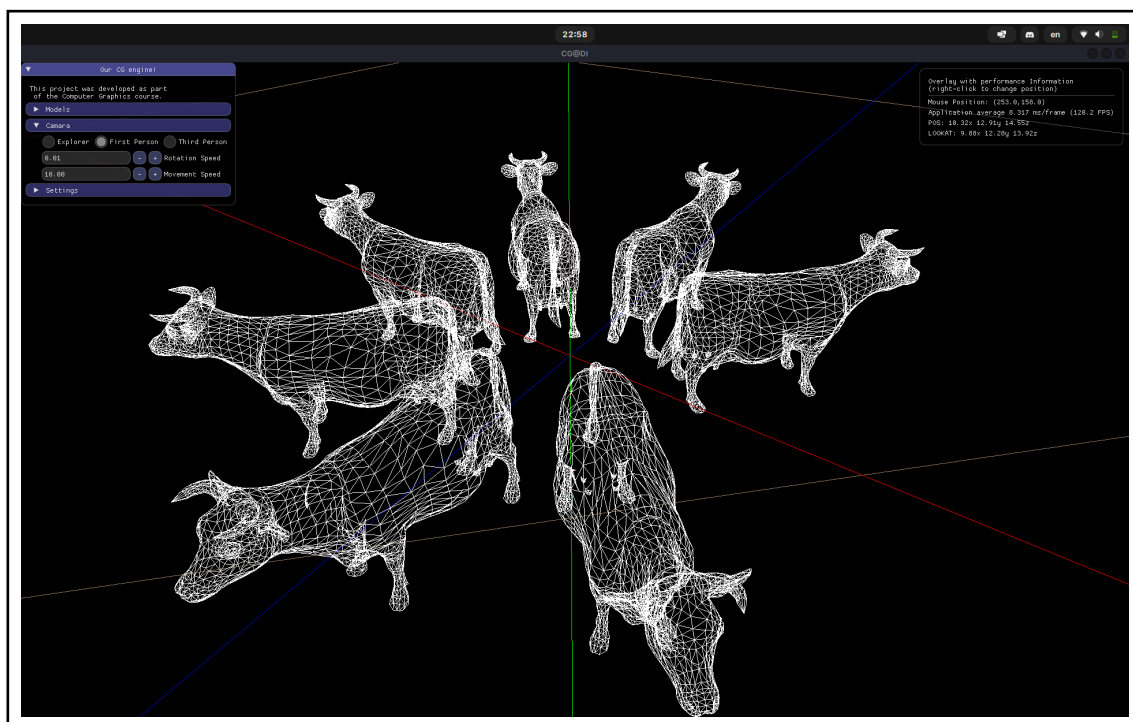 22:58
en
CG@DI
Our CG engine!
This project was developed as part
of the Computer Graphics course.
Models
Camara
Explorer First Person Third Person
0.01 - + Rotation Speed
10.00 - + Movement Speed
Settings
Overlay with performance Information
(right-click to change position)
Mouse Position: (253.0,158.0)
Application average 8.317 ms/frame (120.2 FPS)
POS: 10.32x 12.91y 14.55z
LOOKAT: 9.88x 12.28y 13.92z